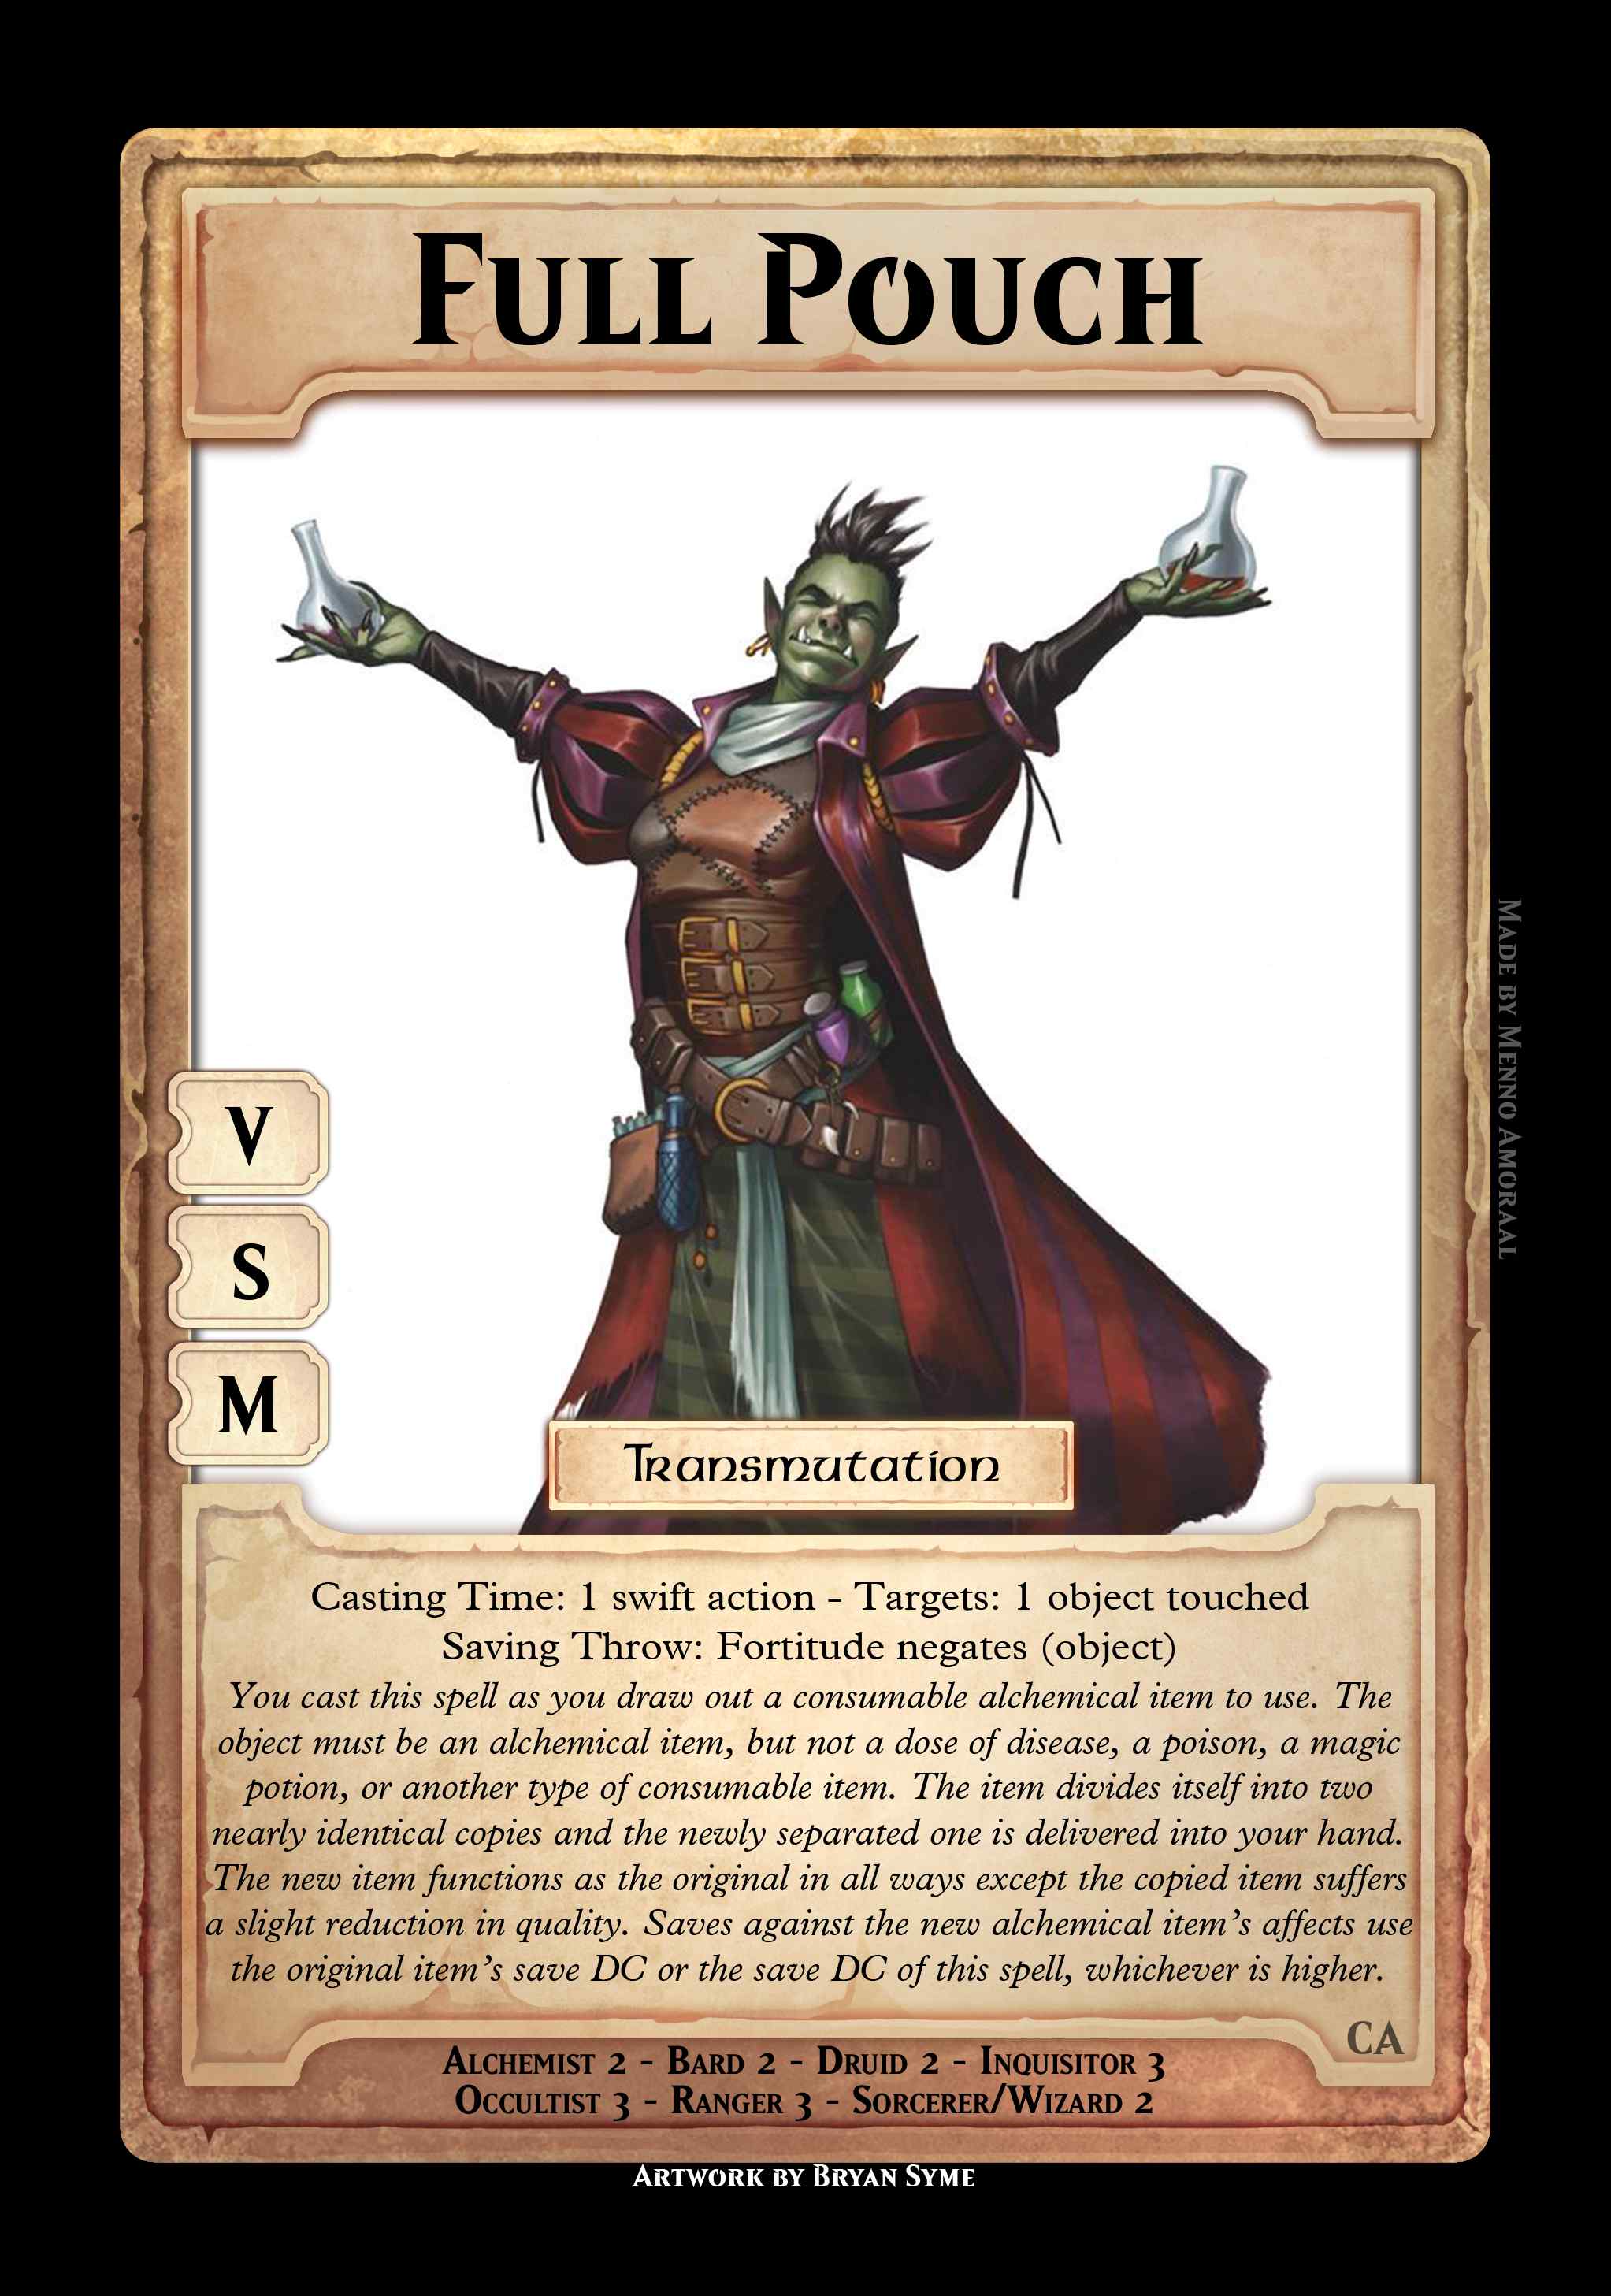 Full Pouch
V
S
M
Transmutation
Casting Time: 1 swift action - Targets: 1 object touched
Saving Throw: Fortitude negates (object)
You cast this spell as you draw out a consumable alchemical item to use. The
object must be an alchemical item, but not a dose of disease, a poison, a magic
potion, or another type of consumable item. The item divides itself into two
nearly identical copies and the newly separated one is delivered into your hand.
The new item functions as the original in all ways except the copied item suffers
a slight reduction in quality. Saves against the new alchemical item’s affects use
the original item’s save DC or the save DC of this spell, whichever is higher.
CA
Alchemist 2 - Bard 2 - Druid 2 - Inquisitor 3
Occultist 3 - Ranger 3 - Sorcerer/Wizard 2
Artwork by Bryan Syme
Made by Menno Amoraal